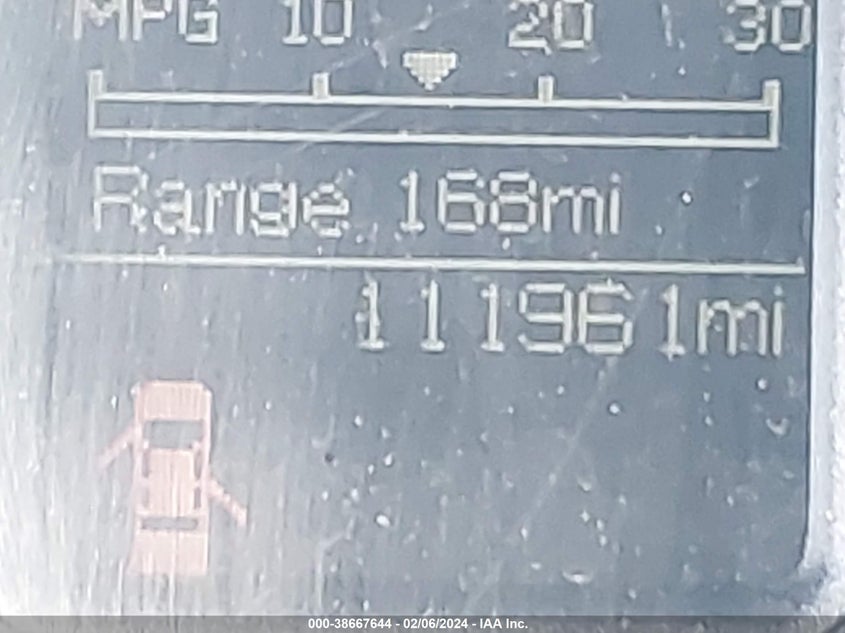 MPG 10 20 30
Range 168mi
111961mi
000-38667644 - 02/06/2024 - IAA Inc.